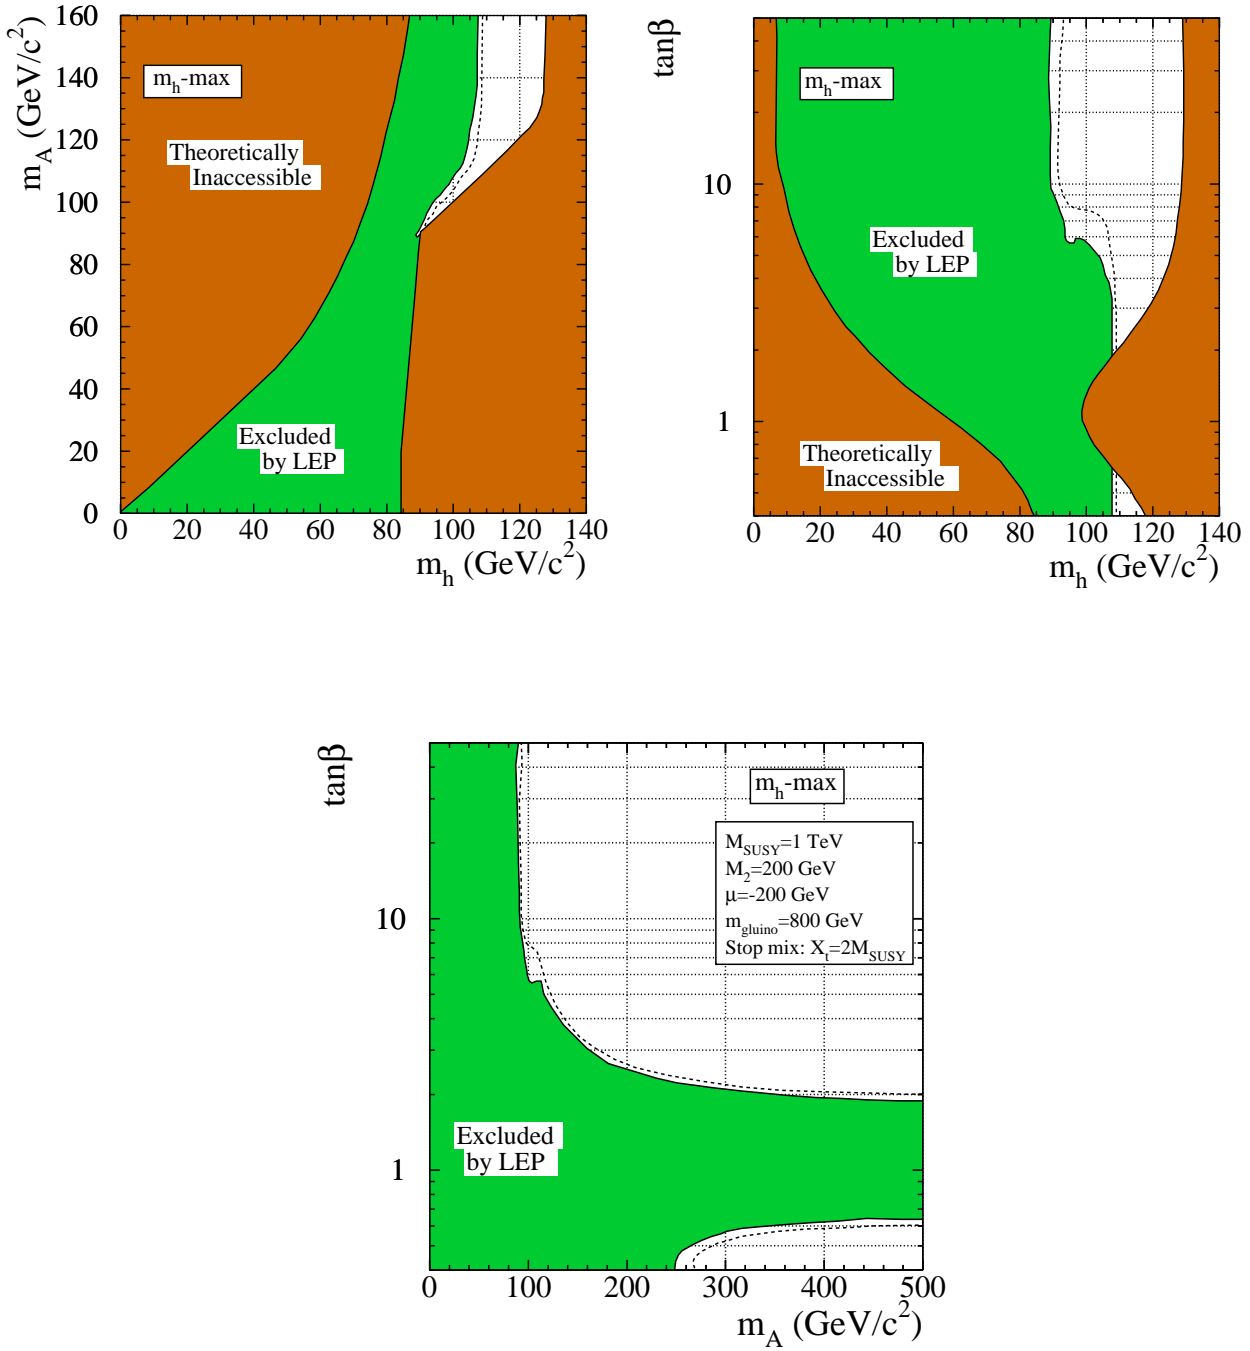 m_A (GeV/c^2)
160
140
120
100
80
60
40
20
0
m_h-max
Theoretically
Inaccessible
Excluded
by LEP
0 20 40 60 80 100 120 140
m_h (GeV/c^2)
tanβ
10
1
m_h-max
Excluded
by LEP
Theoretically
Inaccessible
0 20 40 60 80 100 120 140
m_h (GeV/c^2)
tanβ
10
1
m_h-max
M_SUSY=1 TeV
M_2=200 GeV
μ=-200 GeV
m_gluino=800 GeV
Stop mix: X_t=2M_SUSY
Excluded
by LEP
0 100 200 300 400 500
m_A (GeV/c^2)